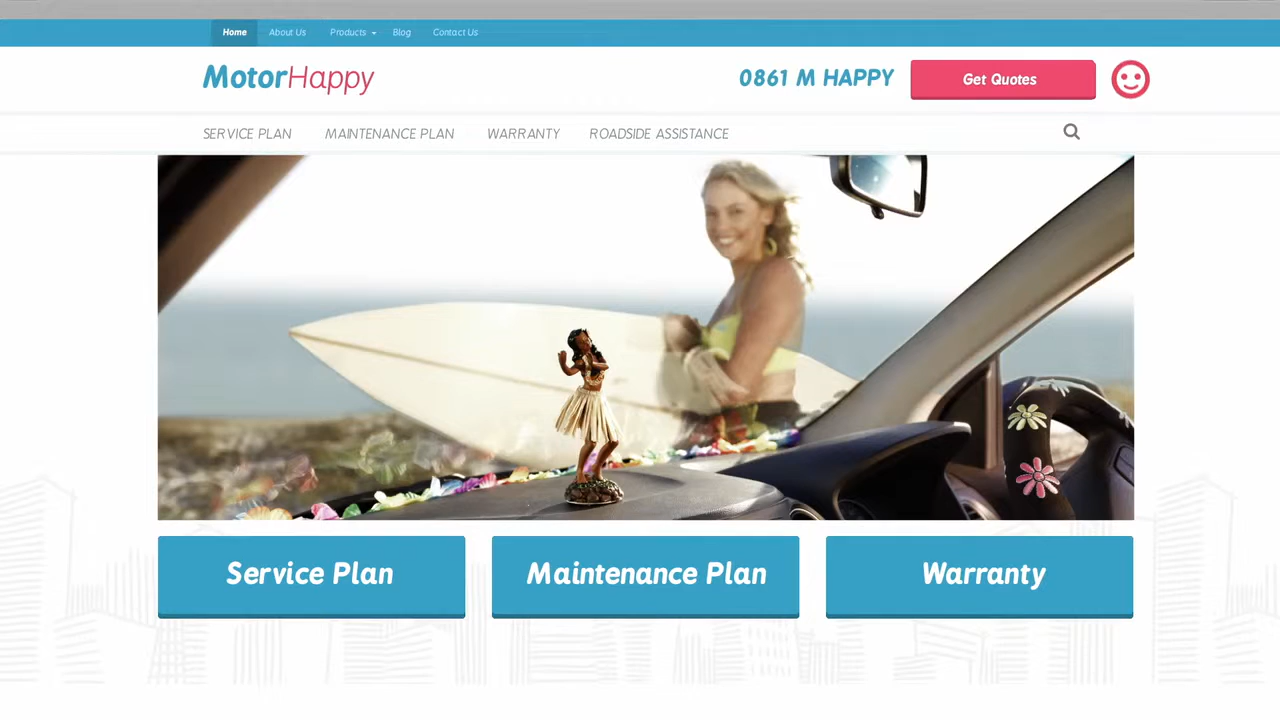 Home About Us Products Blog Contact Us
MotorHappy
0861 M HAPPY Get Quotes
SERVICE PLAN MAINTENANCE PLAN WARRANTY ROADSIDE ASSISTANCE
Service Plan Maintenance Plan Warranty